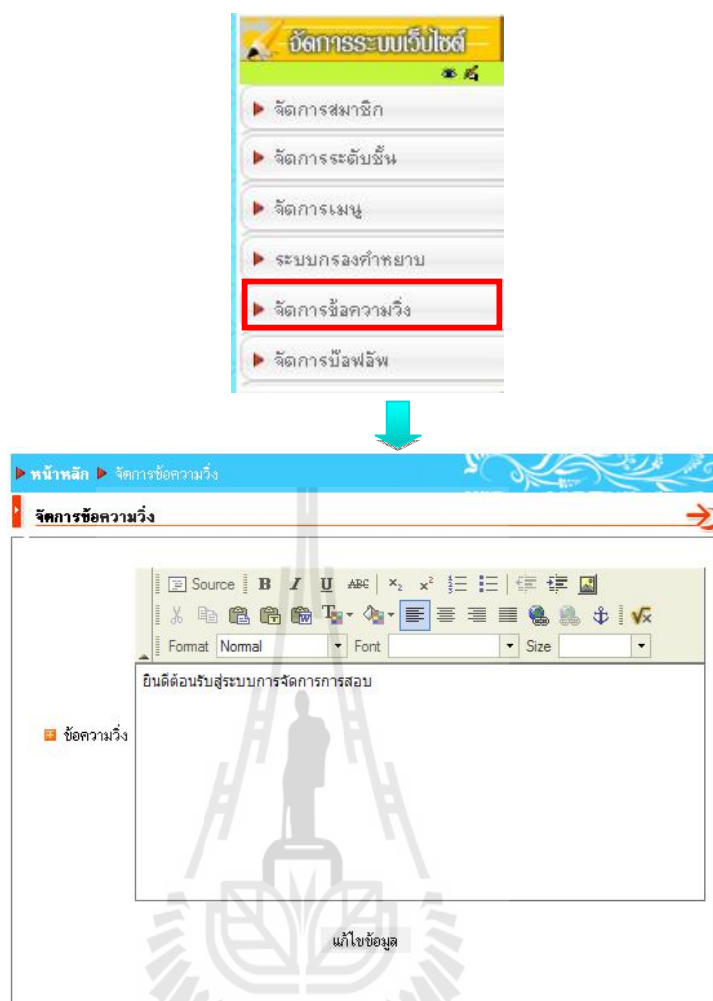 จัดการระบบเว็บไซต์
จัดการสมาชิก
จัดการระดับชั้น
จัดการเมนู
ระบบกรองคำหยาบ
จัดการข้อความวิ่ง
จัดการป๊อฟอัพ
หน้าหลัก จัดการข้อความวิ่ง
จัดการข้อความวิ่ง
Source B I U ABC x₂ x²
Format Normal Font Size
ยินดีต้อนรับสู่ระบบการจัดการการสอบ
ข้อความวิ่ง
แก้ไขข้อมูล